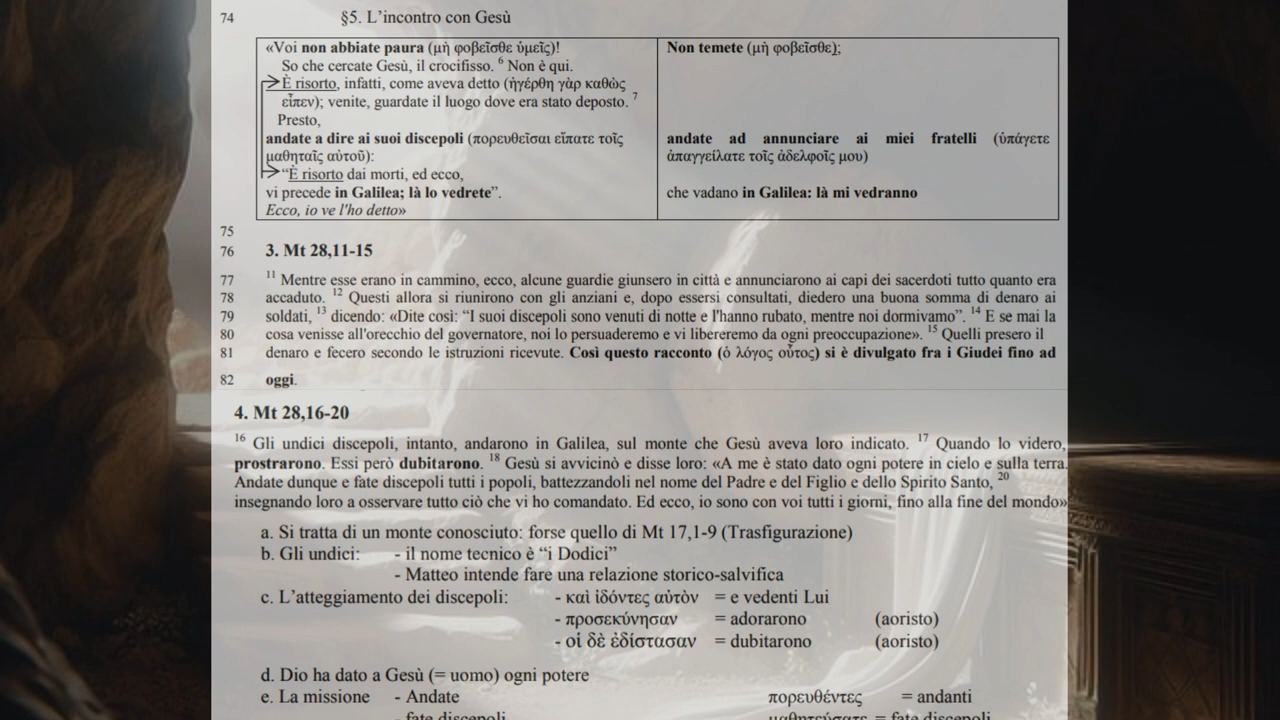 74 §5. L’incontro con Gesù
«Voi non abbiate paura (μὴ φοβεῖσθε ὑμεῖς)!
So che cercate Gesù, il crocifisso. 6 Non è qui.
È risorto, infatti, come aveva detto (ἠγέρθη γὰρ καθὼς
εἶπεν); venite, guardate il luogo dove era stato deposto. 7
Presto,
andate a dire ai suoi discepoli (πορευθεῖσαι εἴπατε τοῖς
μαθηταῖς αὐτοῦ):
“È risorto dai morti, ed ecco,
vi precede in Galilea; là lo vedrete”.
Ecco, io ve l'ho detto»
Non temete (μὴ φοβεῖσθε);
andate ad annunciare ai miei fratelli (ὑπάγετε
ἀπαγγείλατε τοῖς ἀδελφοῖς μου)
che vadano in Galilea: là mi vedranno
75
76 3. Mt 28,11-15
77 11 Mentre esse erano in cammino, ecco, alcune guardie giunsero in città e annunciarono ai capi dei sacerdoti tutto quanto era
78 accaduto. 12 Questi allora si riunirono con gli anziani e, dopo essersi consultati, diedero una buona somma di denaro ai
79 soldati, 13 dicendo: «Dite così: “I suoi discepoli sono venuti di notte e l'hanno rubato, mentre noi dormivamo”. 14 E se mai la
80 cosa venisse all'orecchio del governatore, noi lo persuaderemo e vi libereremo da ogni preoccupazione». 15 Quelli presero il
81 denaro e fecero secondo le istruzioni ricevute. Così questo racconto (ὁ λόγος οὗτος) si è divulgato fra i Giudei fino ad
82 oggi.
4. Mt 28,16-20
16 Gli undici discepoli, intanto, andarono in Galilea, sul monte che Gesù aveva loro indicato. 17 Quando lo videro,
prostrarono. Essi però dubitarono. 18 Gesù si avvicinò e disse loro: «A me è stato dato ogni potere in cielo e sulla terra.
Andate dunque e fate discepoli tutti i popoli, battezzandoli nel nome del Padre e del Figlio e dello Spirito Santo, 20
insegnando loro a osservare tutto ciò che vi ho comandato. Ed ecco, io sono con voi tutti i giorni, fino alla fine del mondo»
a. Si tratta di un monte conosciuto: forse quello di Mt 17,1-9 (Trasfigurazione)
b. Gli undici: - il nome tecnico è “i Dodici”
- Matteo intende fare una relazione storico-salvifica
c. L’atteggiamento dei discepoli: - καὶ ἰδόντες αὐτὸν = e vedenti Lui
- προσεκύνησαν = adorarono (aoristo)
- οἱ δὲ ἐδίστασαν = dubitarono (aoristo)
d. Dio ha dato a Gesù (= uomo) ogni potere
e. La missione - Andate πορευθέντες = andanti
- fate discepoli μαθητεύσατε = fate discepoli